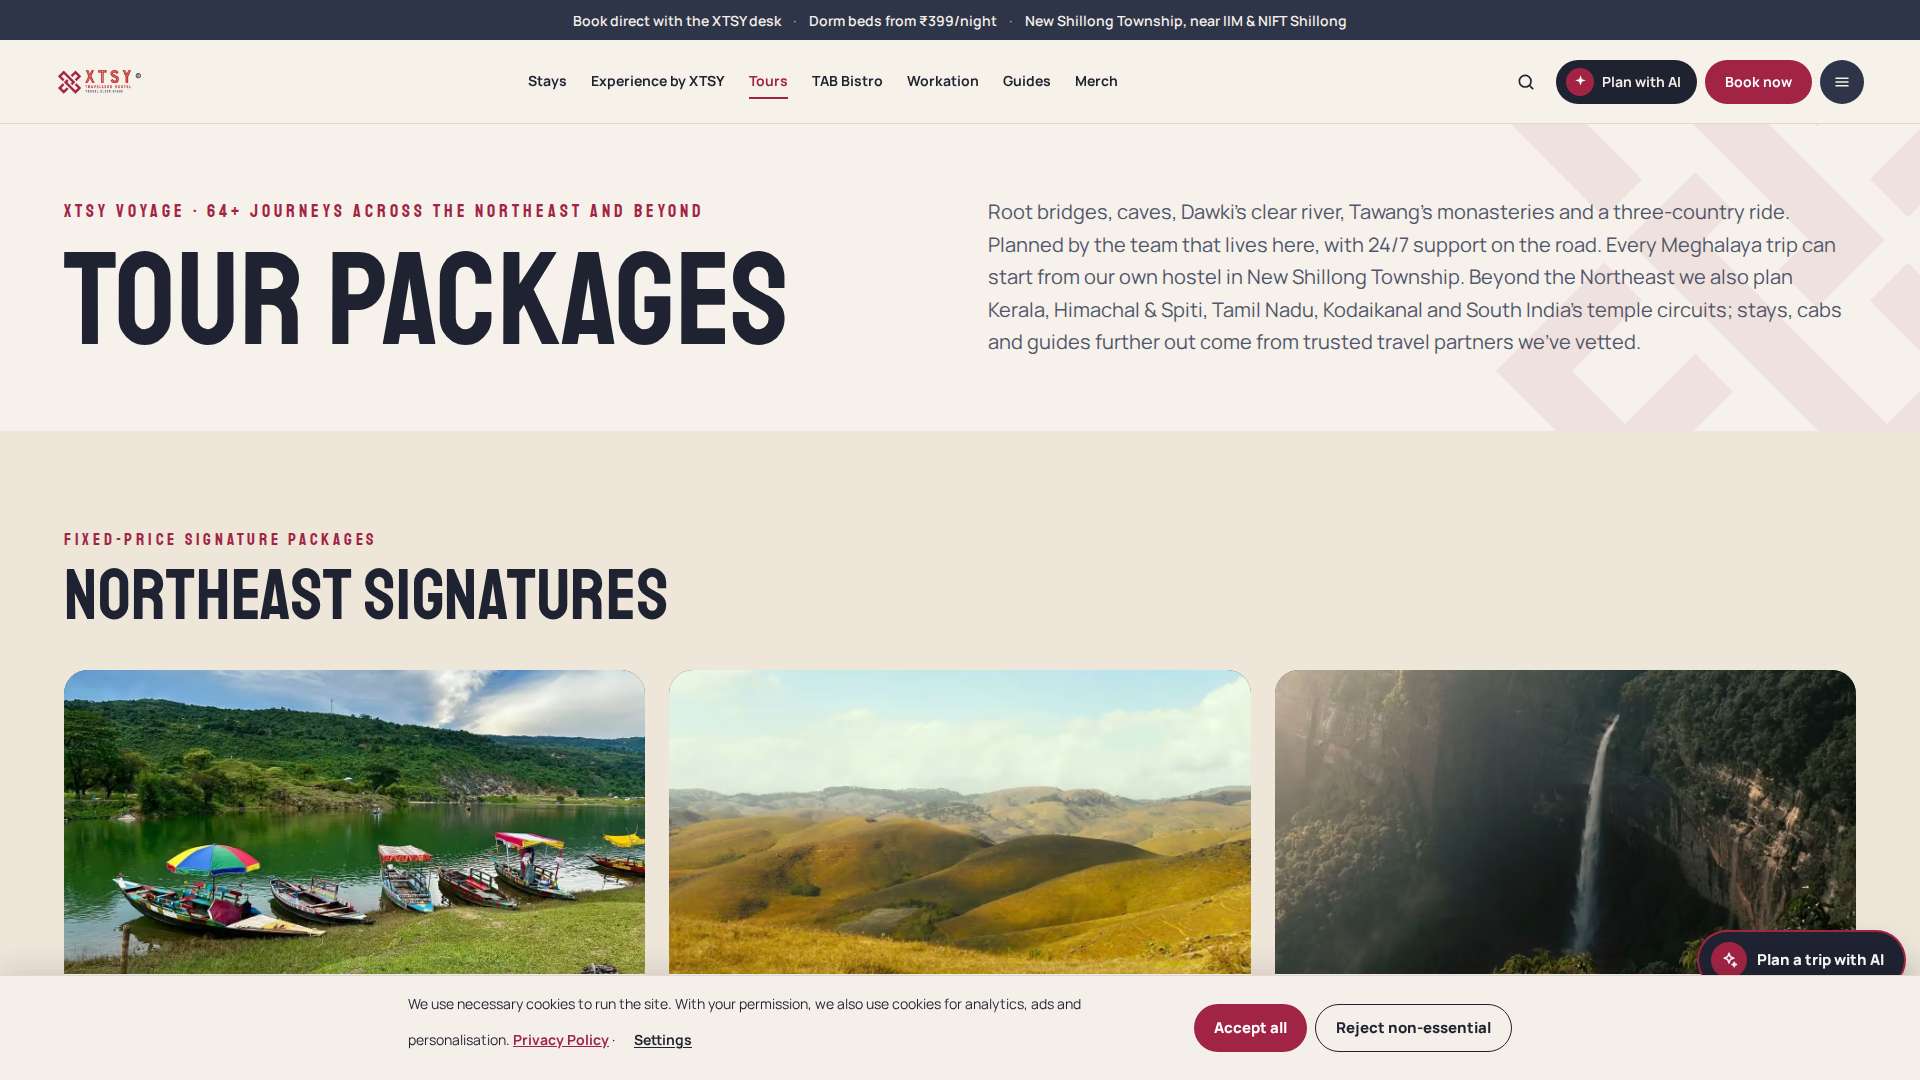 Book direct with the XTSY desk · Dorm beds from ₹399/night · New Shillong Township, near IIM & NIFT Shillong
XTSY®
Stays Experience by XTSY Tours TAB Bistro Workation Guides Merch
Plan with AI
Book now
XTSY VOYAGE · 64+ JOURNEYS ACROSS THE NORTHEAST AND BEYOND
TOUR PACKAGES
Root bridges, caves, Dawki’s clear river, Tawang’s monasteries and a three-country ride.
Planned by the team that lives here, with 24/7 support on the road. Every Meghalaya trip can
start from our own hostel in New Shillong Township. Beyond the Northeast we also plan
Kerala, Himachal & Spiti, Tamil Nadu, Kodaikanal and South India’s temple circuits; stays, cabs
and guides further out come from trusted travel partners we’ve vetted.
FIXED-PRICE SIGNATURE PACKAGES
NORTHEAST SIGNATURES
Plan a trip with AI
We use necessary cookies to run the site. With your permission, we also use cookies for analytics, ads and
personalisation. Privacy Policy · Settings
Accept all
Reject non-essential